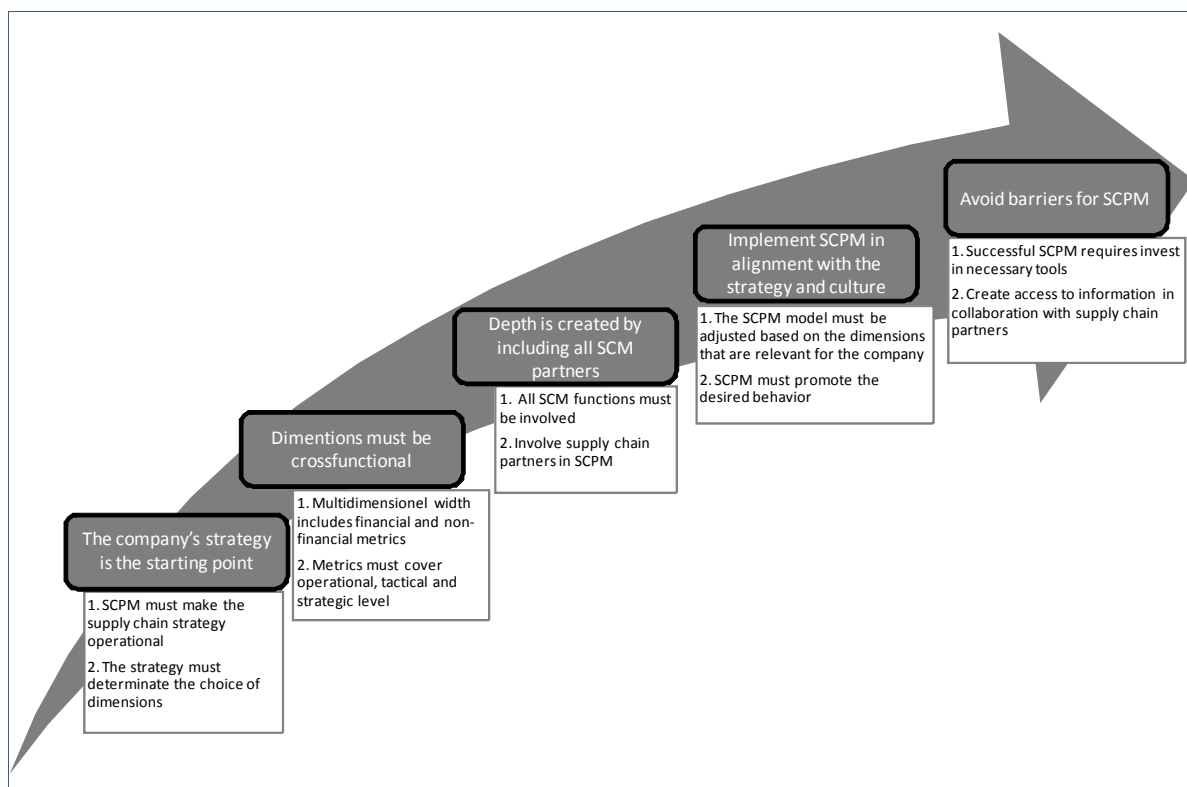 The company's strategy
is the starting point
1. SCPM must make the
supply chain strategy
operational
2. The strategy must
determinate the choice of
dimensions
Dimentions must be
crossfunctional
1. Multidimensionel width
includes financial and non-
financial metrics
2. Metrics must cover
operational, tactical and
strategic level
Depth is created by
including all SCM
partners
1. All SCM functions must
be involved
2. Involve supply chain
partners in SCPM
Implement SCPM in
alignment with the
strategy and culture
1. The SCPM model must be
adjusted based on the dimensions
that are relevant for the company
2. SCPM must promote the
desired behavior
Avoid barriers for SCPM
1. Successful SCPM requires invest
in necessary tools
2. Create access to information in
collaboration with supply chain
partners